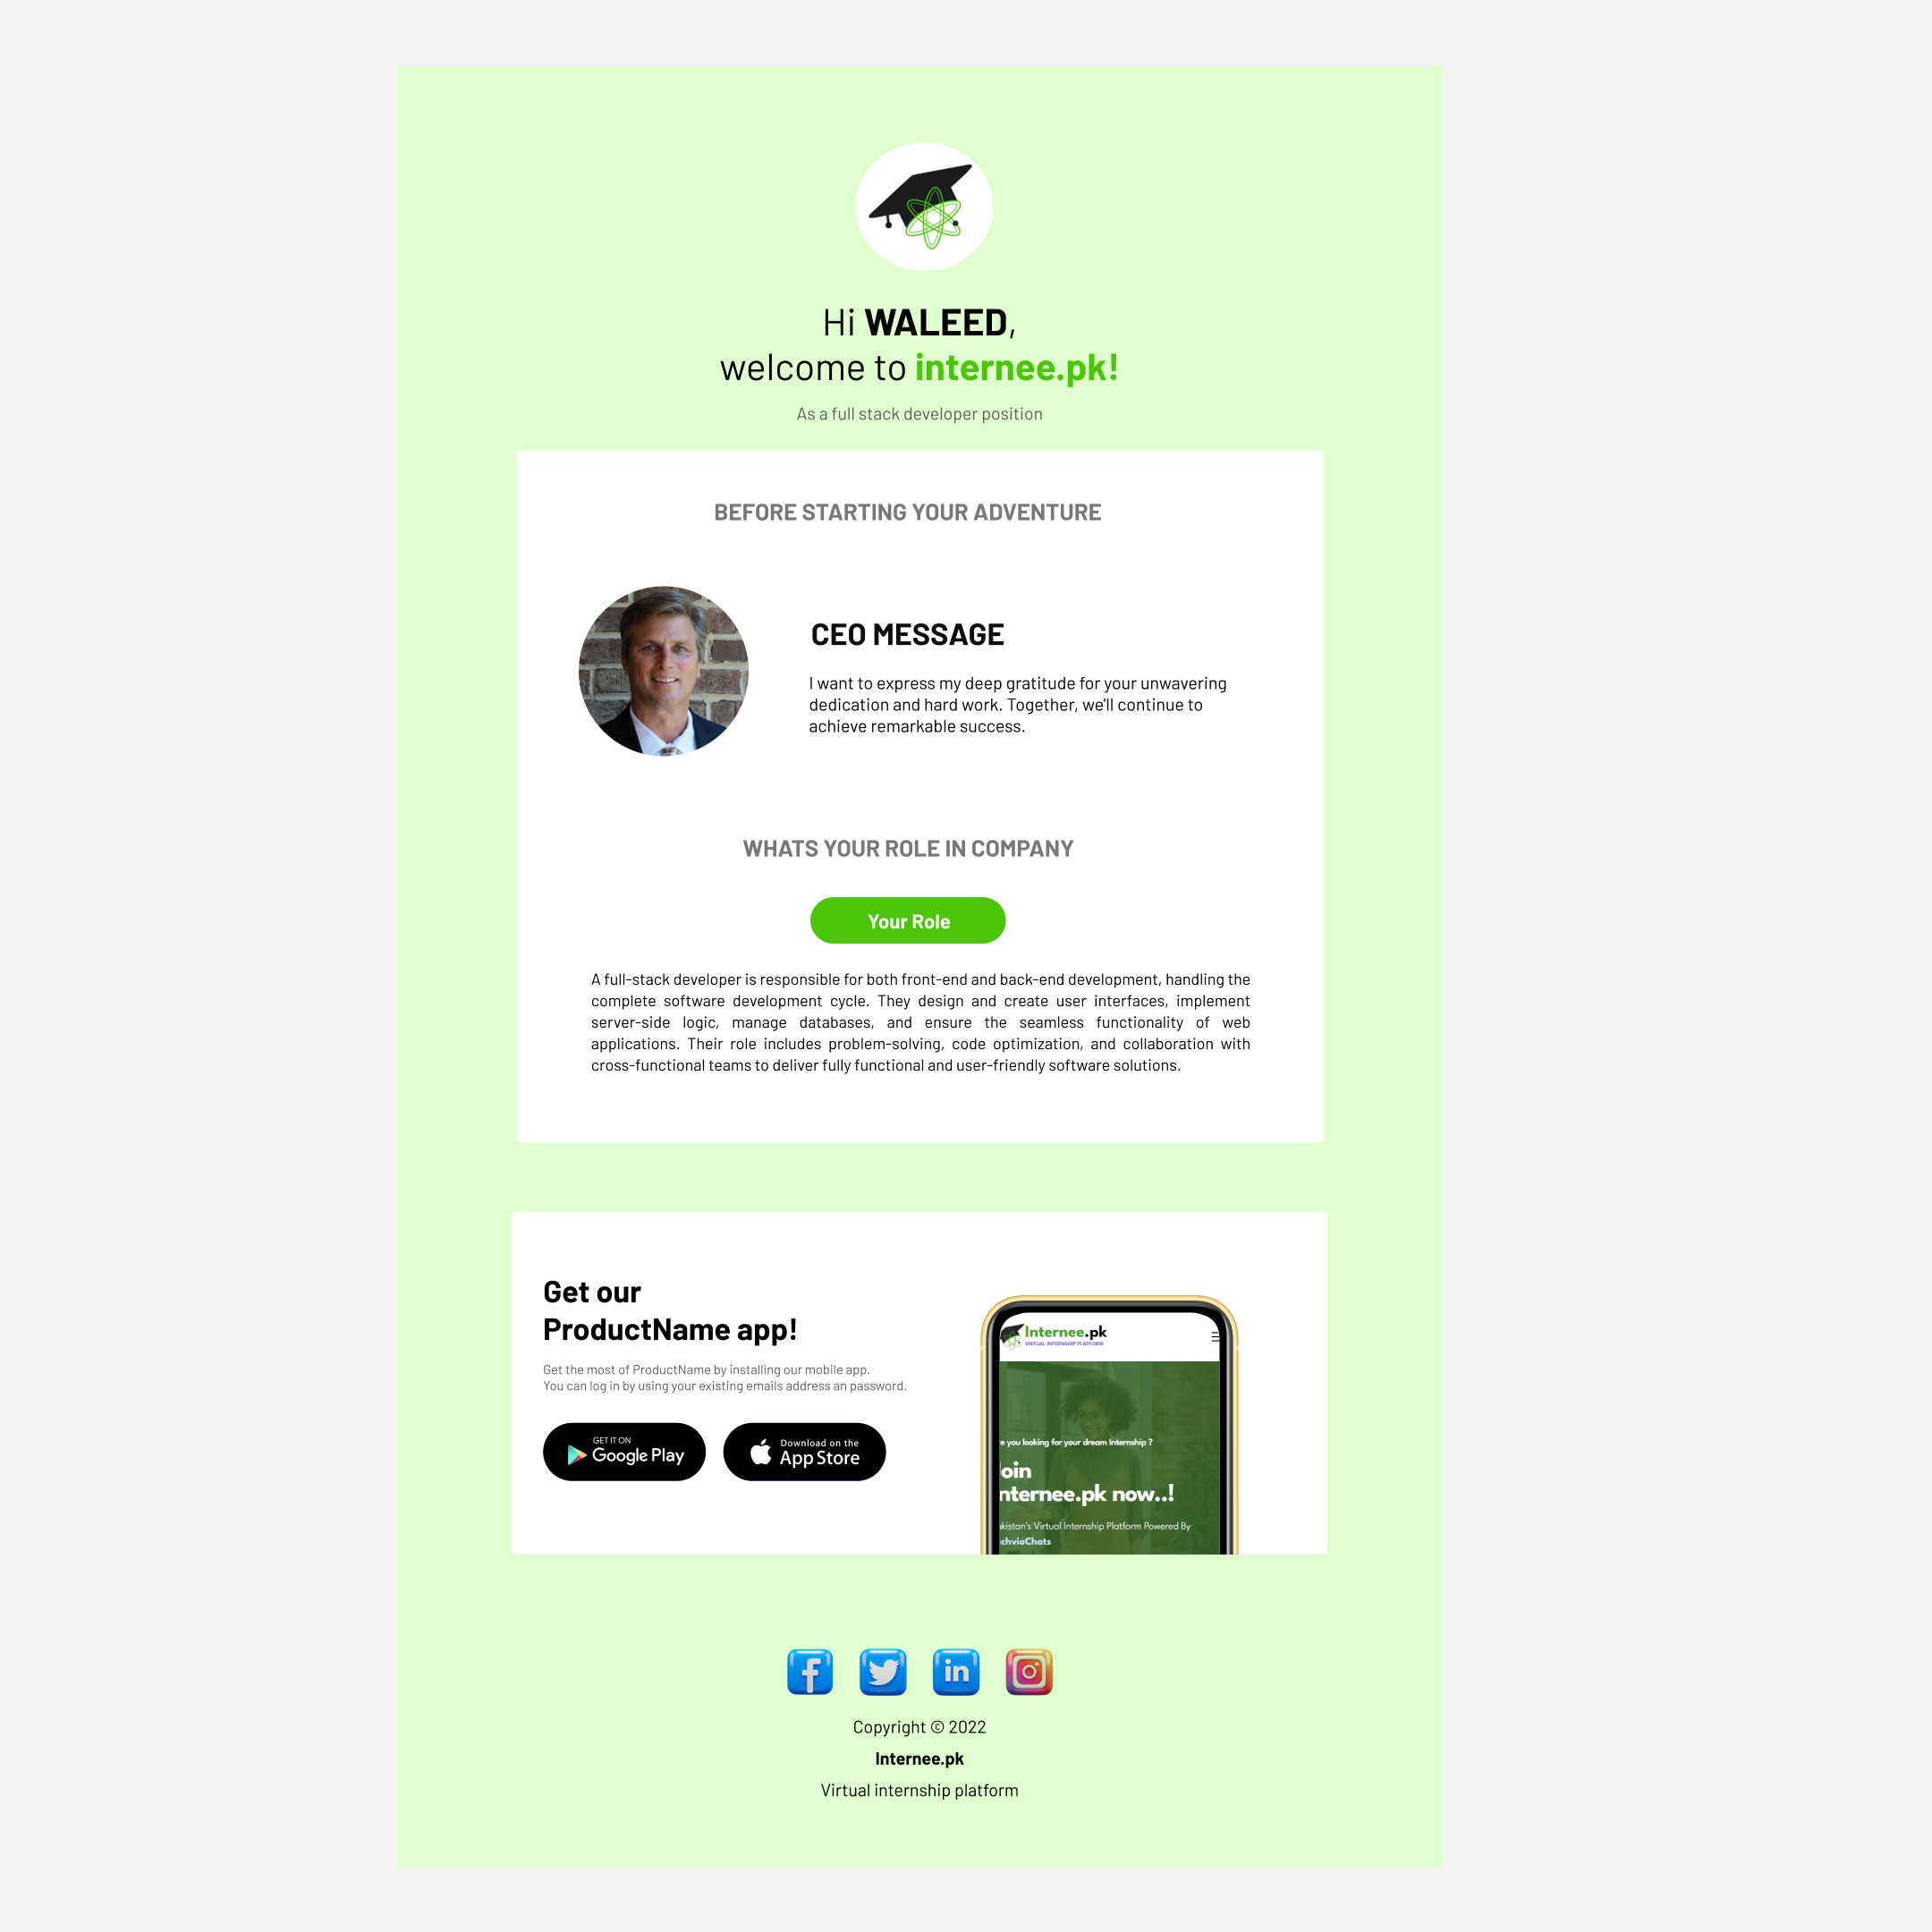 Hi WALEED,
welcome to internee.pk!
As a full stack developer position
BEFORE STARTING YOUR ADVENTURE
CEO MESSAGE
I want to express my deep gratitude for your unwavering
dedication and hard work. Together, we'll continue to
achieve remarkable success.
WHATS YOUR ROLE IN COMPANY
Your Role
A full-stack developer is responsible for both front-end and back-end development, handling the
complete software development cycle. They design and create user interfaces, implement
server-side logic, manage databases, and ensure the seamless functionality of web
applications. Their role includes problem-solving, code optimization, and collaboration with
cross-functional teams to deliver fully functional and user-friendly software solutions.
Get our
ProductName app!
Get the most of ProductName by installing our mobile app.
You can log in by using your existing emails address an password.
GET IT ON
Google Play
Download on the
App Store
Internee.pk
VIRTUAL INTERNSHIP PLATFORM
e you looking for your dream Internship ?
oin
nternee.pk now..!
kistan's Virtual Internship Platform Powered By
chvioChats
f
in
Copyright © 2022
Internee.pk
Virtual internship platform